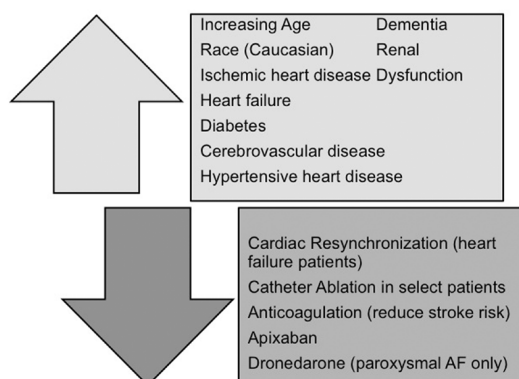 Increasing Age
Race (Caucasian)
Ischemic heart disease
Heart failure
Diabetes
Cerebrovascular disease
Hypertensive heart disease
Dementia
Renal
Dysfunction
Cardiac Resynchronization (heart
failure patients)
Catheter Ablation in select patients
Anticoagulation (reduce stroke risk)
Apixaban
Dronedarone (paroxysmal AF only)